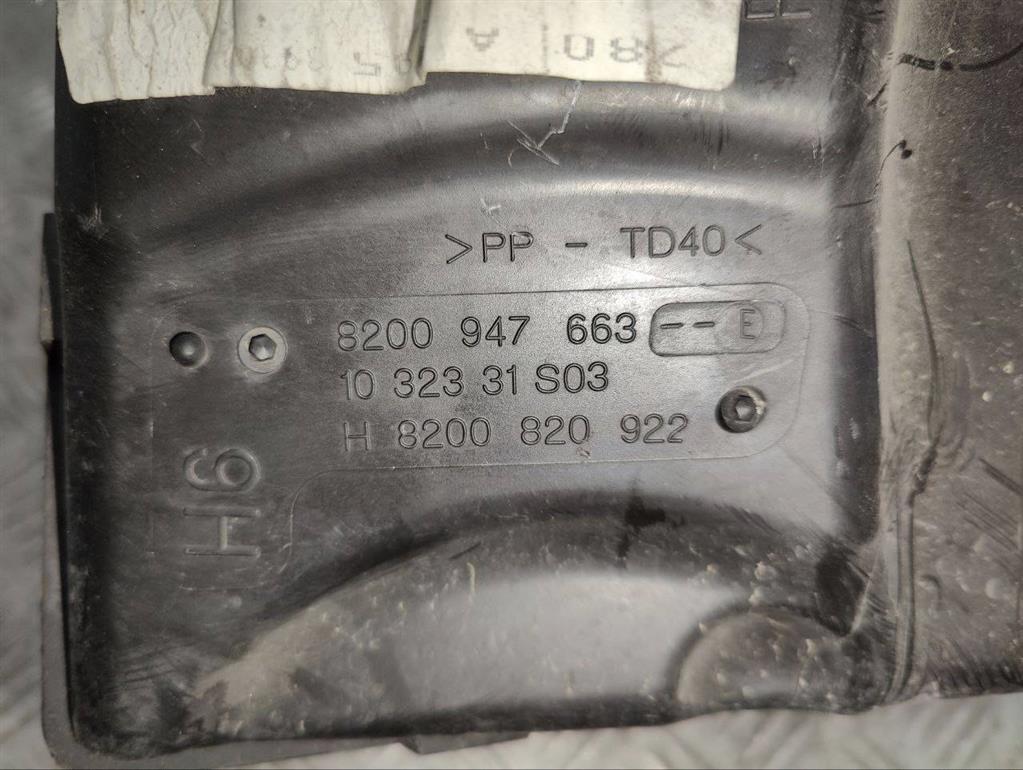 >PP - TD40<
8200 947 663 -- E
10 323 31 S03
H 8200 820 922
H6